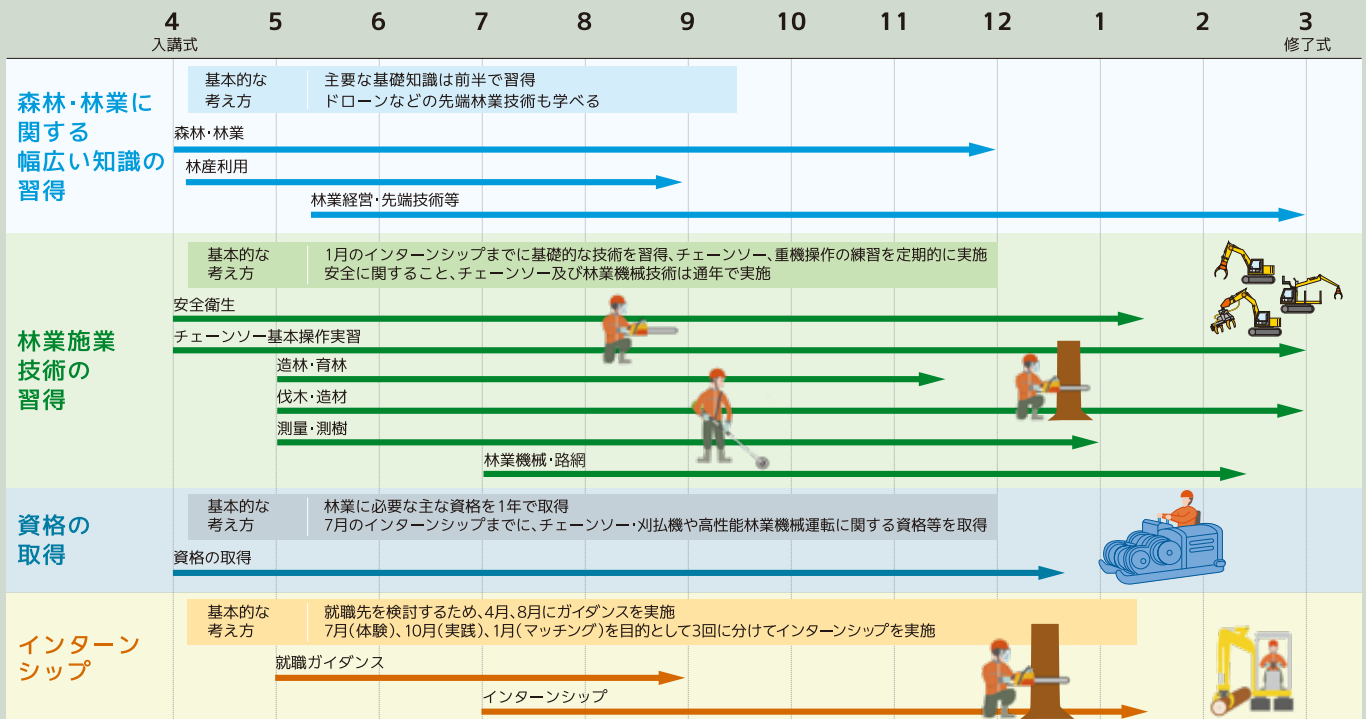 4 5 6 7 8 9 10 11 12 1 2 3
入講式 修了式
森林・林業に
関する
幅広い知識の
習得
基本的な 主要な基礎知識は前半で習得
考え方 ドローンなどの先端林業技術も学べる
森林・林業
林産利用
林業経営・先端技術等
林業施業
技術の
習得
基本的な 1月のインターンシップまでに基礎的な技術を習得、チェーンソー、重機操作の練習を定期的に実施
考え方 安全に関すること、チェーンソー及び林業機械技術は通年で実施
安全衛生
チェーンソー基本操作実習
造林・育林
伐木・造材
測量・測樹
林業機械・路網
資格の
取得
基本的な 林業に必要な主な資格を1年で取得
考え方 7月のインターンシップまでに、チェーンソー・刈払機や高性能林業機械運転に関する資格等を取得
資格の取得
インターン
シップ
基本的な 就職先を検討するため、4月、8月にガイダンスを実施
考え方 7月(体験)、10月(実践)、1月(マッチング)を目的として3回に分けてインターンシップを実施
就職ガイダンス
インターンシップ